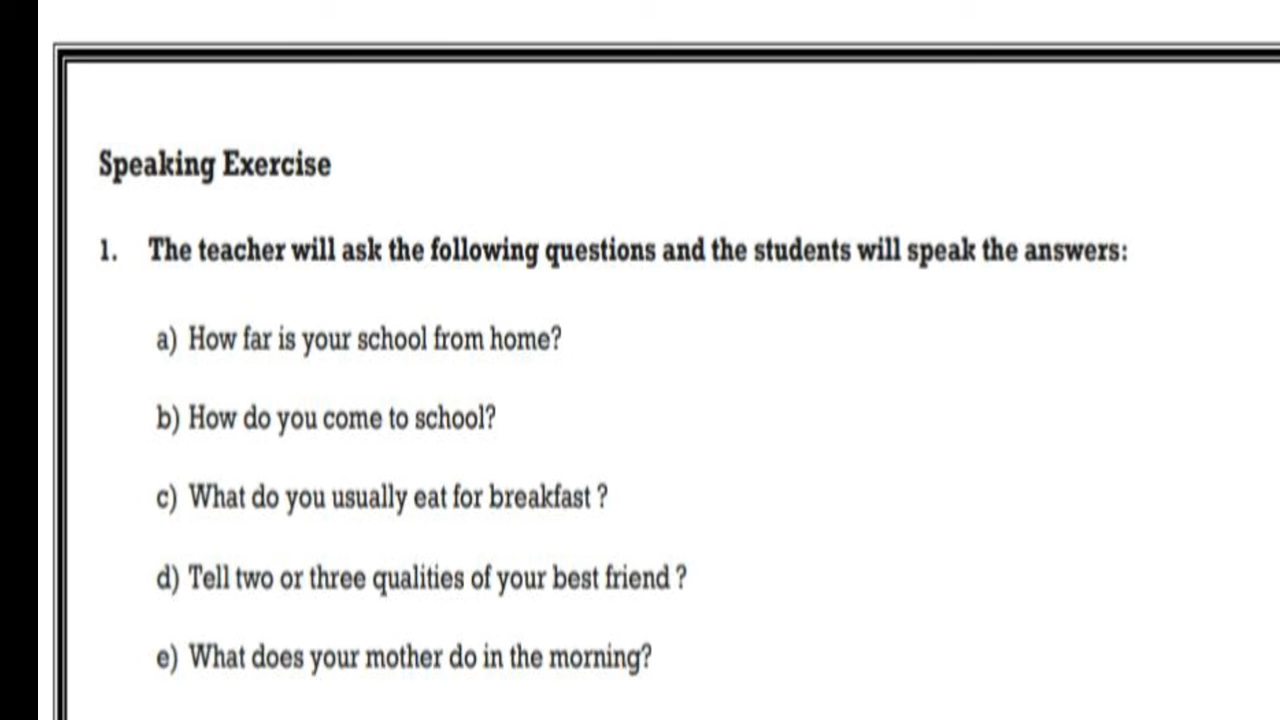 Speaking Exercise
1. The teacher will ask the following questions and the students will speak the answers:
a) How far is your school from home?
b) How do you come to school?
c) What do you usually eat for breakfast ?
d) Tell two or three qualities of your best friend ?
e) What does your mother do in the morning?